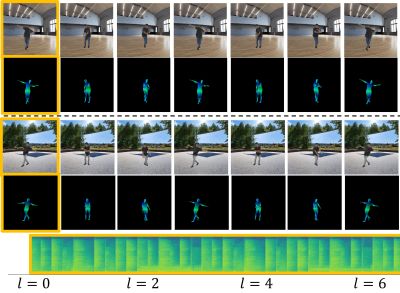 l = 0 l = 2 l = 4 l = 6